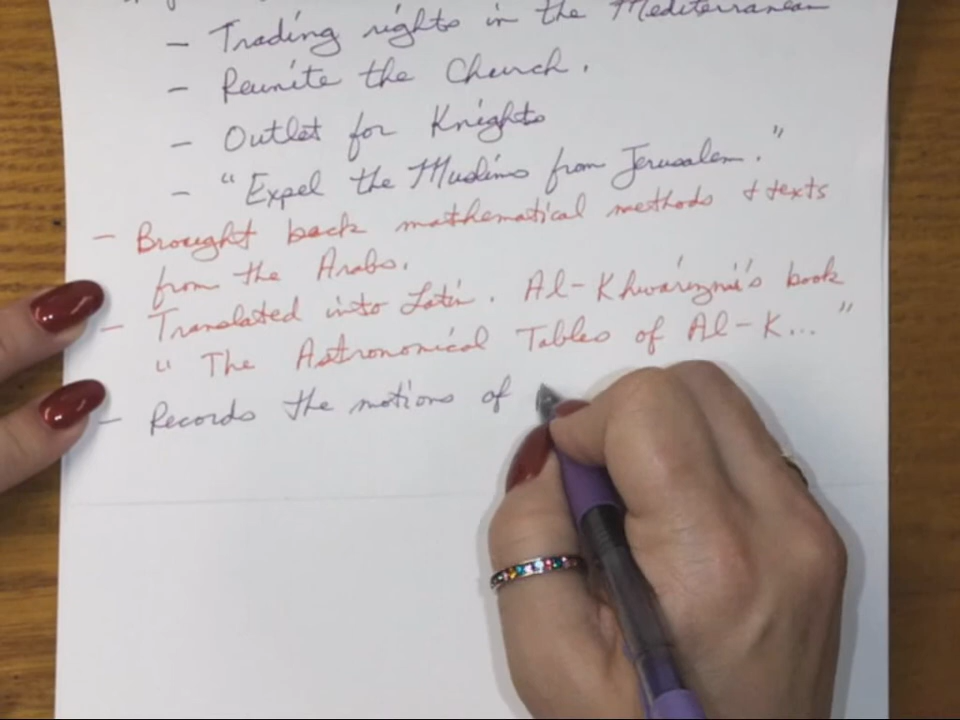 - Trading rights in the Mediterranean
- Reunite the Church.
- Outlet for Knights
- "Expel the Muslims from Jerusalem."
- Brought back mathematical methods + texts
from the Arabs.
- Translated into Latin. Al-Khwarizmi's book
" The Astronomical Tables of Al-K... "
- Records the motions of